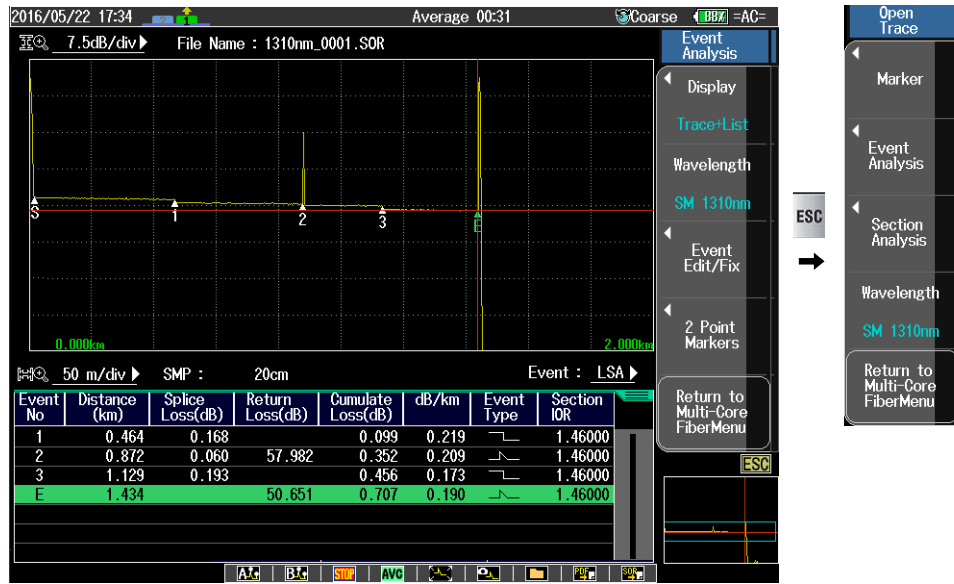 2016/05/22 17:34 2 1 Average 00:31 Coarse 88% =AC=
7.5dB/div File Name : 1310nm_0001.SOR
S 1 2 3 E
0.000km 2.000km
50 m/div SMP : 20cm Event : LSA
Event No Distance (km) Splice Loss(dB) Return Loss(dB) Cumulate Loss(dB) dB/km Event Type Section IOR
1 0.464 0.168 0.099 0.219 1.46000
2 0.872 0.060 57.982 0.352 0.209 1.46000
3 1.129 0.193 0.456 0.173 1.46000
E 1.434 50.651 0.707 0.190 1.46000
Event
Analysis
Display
Trace+List
Wavelength
SM 1310nm
Event
Edit/Fix
2 Point
Markers
Return to
Multi-Core
FiberMenu
ESC
A B STOP AVG PDF SOR
ESC
Open
Trace
Marker
Event
Analysis
Section
Analysis
Wavelength
SM 1310nm
Return to
Multi-Core
FiberMenu